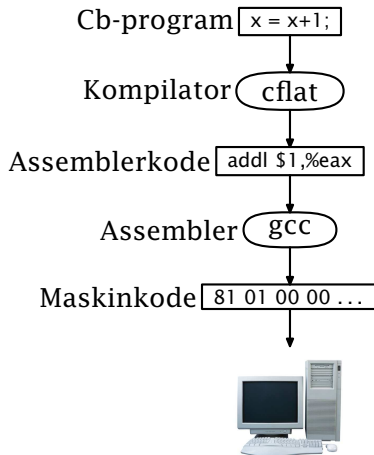 Cb-program x = x+1;
Kompilator cflat
Assemblerkode addl $1,%eax
Assembler gcc
Maskinkode 81 01 00 00 ...